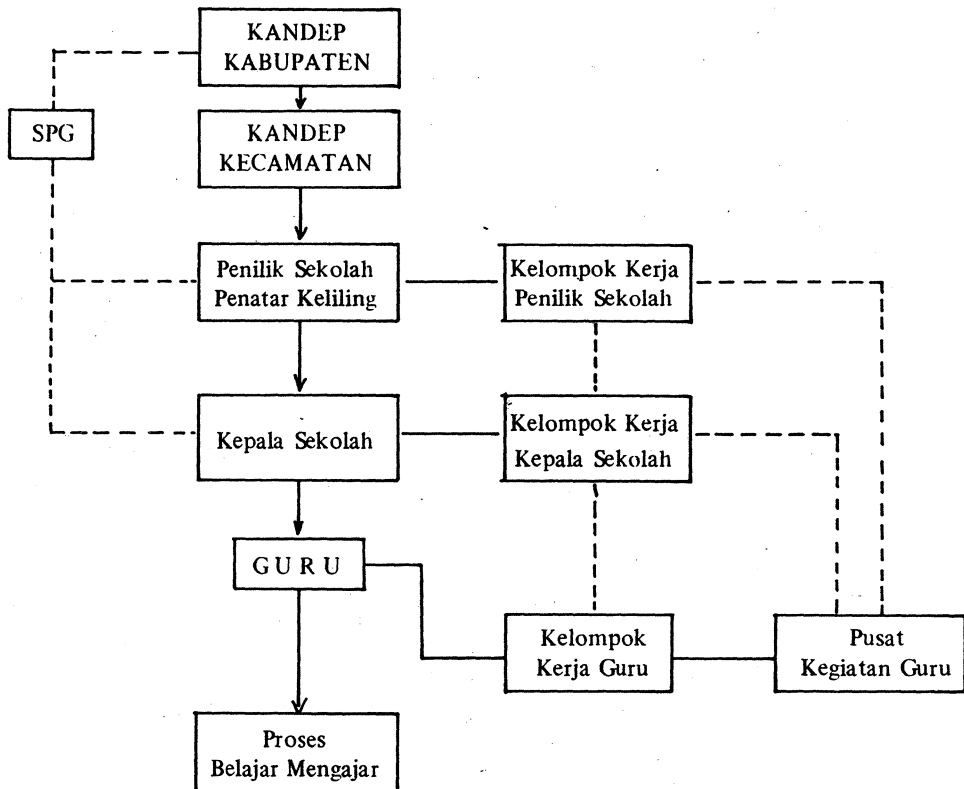 KANDEP
KABUPATEN
SPG
KANDEP
KECAMATAN
Penilik Sekolah
Penatar Keliling
Kelompok Kerja
Penilik Sekolah
Kepala Sekolah
Kelompok Kerja
Kepala Sekolah
G U R U
Kelompok
Kerja Guru
Pusat
Kegiatan Guru
Proses
Belajar Mengajar